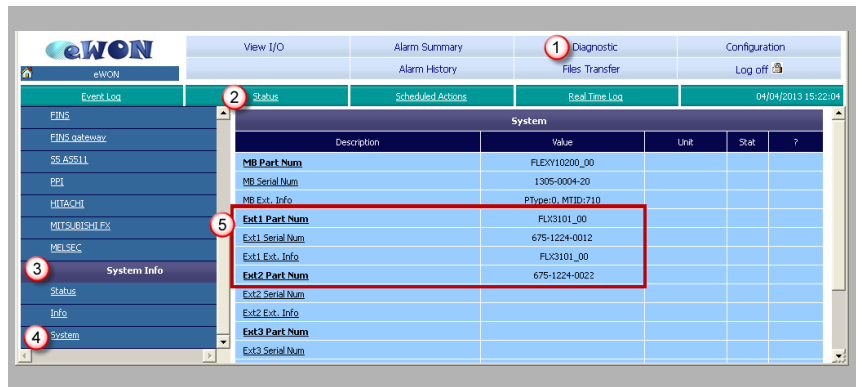 eWON
View I/O Alarm Summary 1 Diagnostic Configuration
eWON Alarm History Files Transfer Log off
Event Log 2 Status Scheduled Actions Real Time Log 04/04/2013 15:22:04
FINS
FINS gateway
S5 AS511
PPI
HITACHI
MITSUBISHI FX
MELSEC
3 System Info
Status
Info
4 System
System
Description Value Unit Stat ?
MB Part Num FLEXY10200_00
MB Serial Num 1305-0004-20
MB Ext. Info PType:0, MTID:710
5 Ext1 Part Num FLX3101_00
Ext1 Serial Num 675-1224-0012
Ext1 Ext. Info FLX3101_00
Ext2 Part Num 675-1224-0022
Ext2 Serial Num
Ext2 Ext. Info
Ext3 Part Num
Ext3 Serial Num